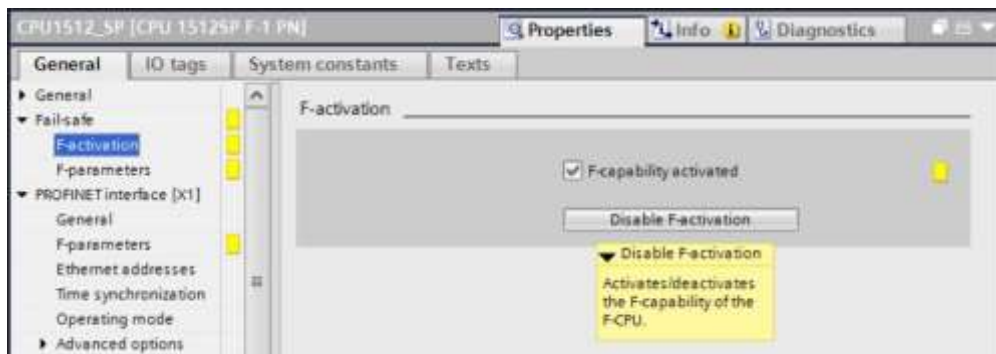 CPU1512_SP [CPU 1512SP F-1 PN]
Properties
Info
Diagnostics
General
IO tags
System constants
Texts
General
Fail-safe
F-activation
F-parameters
PROFINET interface [X1]
General
F-parameters
Ethernet addresses
Time synchronization
Operating mode
Advanced options
F-activation
F-capability activated
Disable F-activation
Disable F-activation
Activates/deactivates
the F-capability of the
F-CPU.